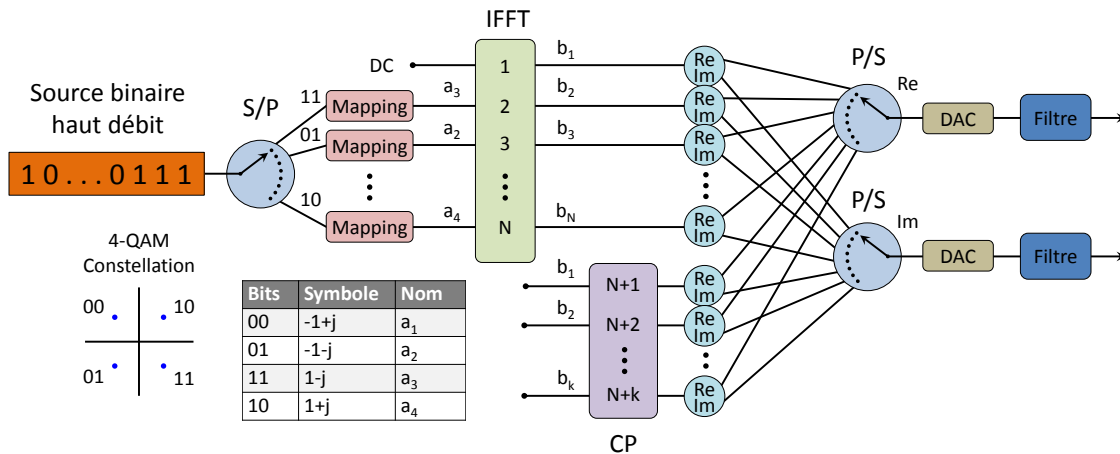 IFFT
Source binaire
haut débit
1 0 . . . 0 1 1 1
S/P
11
01
10
Mapping
Mapping
Mapping
DC
a3
a2
a4
1
2
3
N
b1
b2
b3
bN
Re
Im
Re
Im
Re
Im
Re
Im
P/S
Re
DAC
Filtre
P/S
Im
DAC
Filtre
4-QAM
Constellation
00
10
01
11
Bits Symbole Nom
00 -1+j a1
01 -1-j a2
11 1-j a3
10 1+j a4
b1
b2
bk
N+1
N+2
N+k
CP
Re
Im
Re
Im
Re
Im